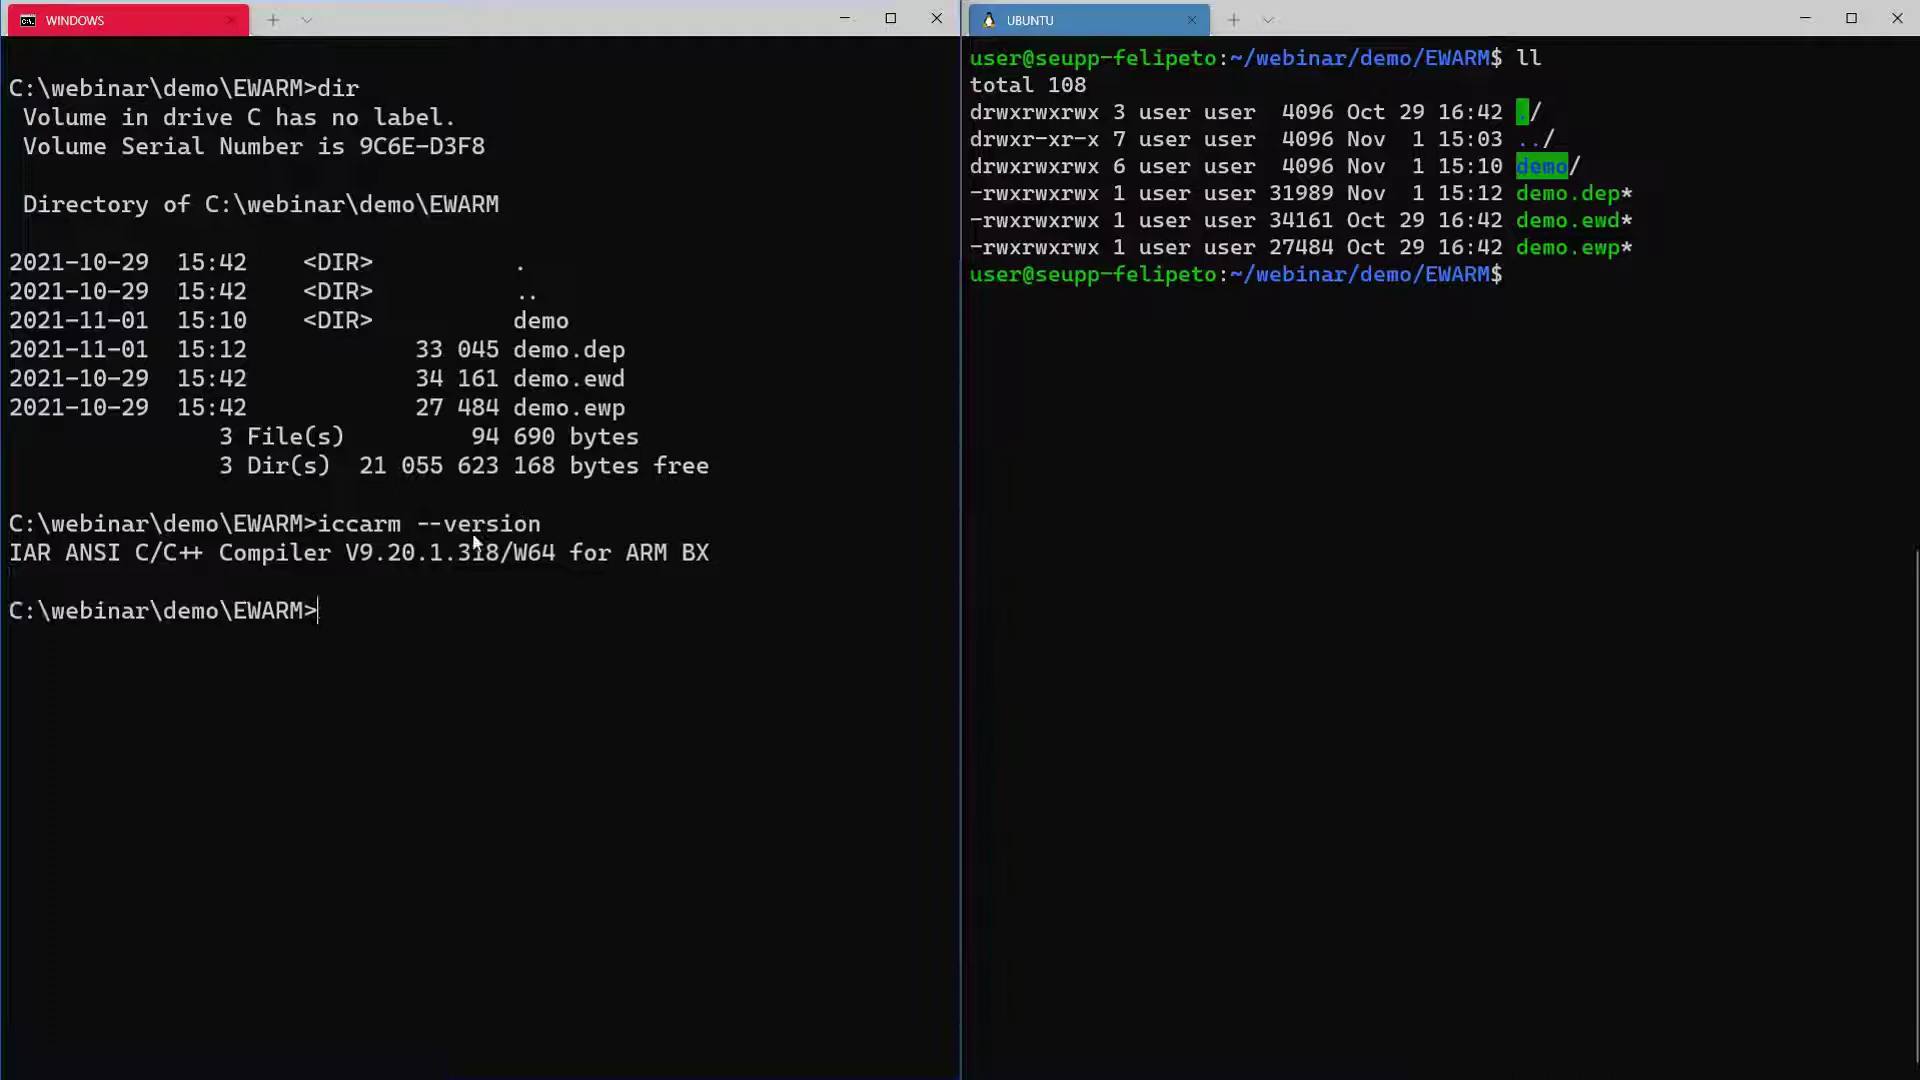 WINDOWS
C:\webinar\demo\EWARM>dir
Volume in drive C has no label.
Volume Serial Number is 9C6E-D3F8
Directory of C:\webinar\demo\EWARM
2021-10-29 15:42 <DIR> .
2021-10-29 15:42 <DIR> ..
2021-11-01 15:10 <DIR> demo
2021-11-01 15:12 33 045 demo.dep
2021-10-29 15:42 34 161 demo.ewd
2021-10-29 15:42 27 484 demo.ewp
3 File(s) 94 690 bytes
3 Dir(s) 21 055 623 168 bytes free
C:\webinar\demo\EWARM>iccarm --version
IAR ANSI C/C++ Compiler V9.20.1.318/W64 for ARM BX
C:\webinar\demo\EWARM>
UBUNTU
user@seupp-felipeto:~/webinar/demo/EWARM$ ll
total 108
drwxrwxrwx 3 user user 4096 Oct 29 16:42 ./
drwxr-xr-x 7 user user 4096 Nov 1 15:03 ../
drwxrwxrwx 6 user user 4096 Nov 1 15:10 demo/
-rwxrwxrwx 1 user user 31989 Nov 1 15:12 demo.dep*
-rwxrwxrwx 1 user user 34161 Oct 29 16:42 demo.ewd*
-rwxrwxrwx 1 user user 27484 Oct 29 16:42 demo.ewp*
user@seupp-felipeto:~/webinar/demo/EWARM$